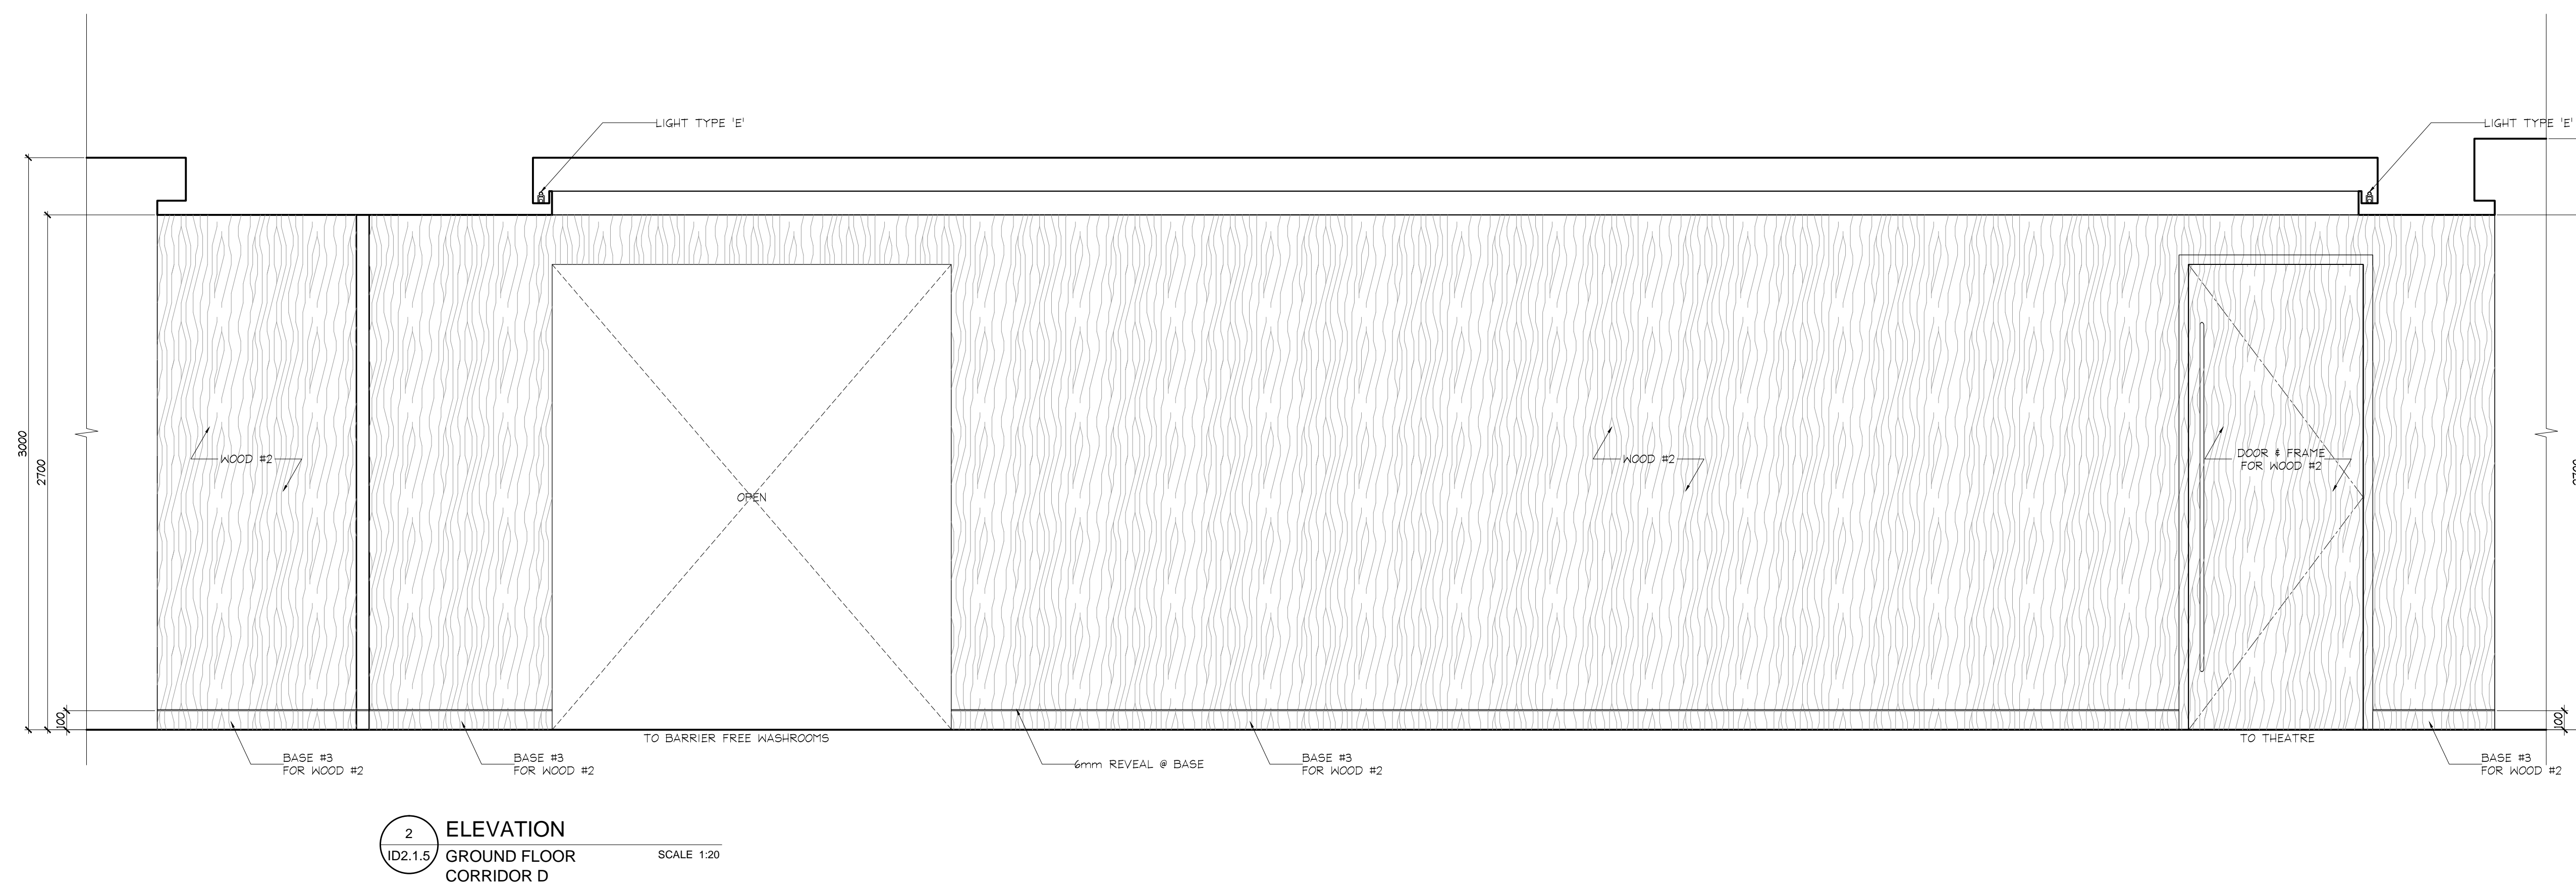 LIGHT TYPE 'E'
LIGHT TYPE 'E'
3000
2700
2700
WOOD #2
WOOD #2
DOOR & FRAME
FOR WOOD #2
OPEN
100
100
TO BARRIER FREE WASHROOMS
TO THEATRE
BASE #3
FOR WOOD #2
BASE #3
FOR WOOD #2
6mm REVEAL @ BASE
BASE #3
FOR WOOD #2
BASE #3
FOR WOOD #2
2
ID2.1.5
ELEVATION
GROUND FLOOR
CORRIDOR D
SCALE 1:20